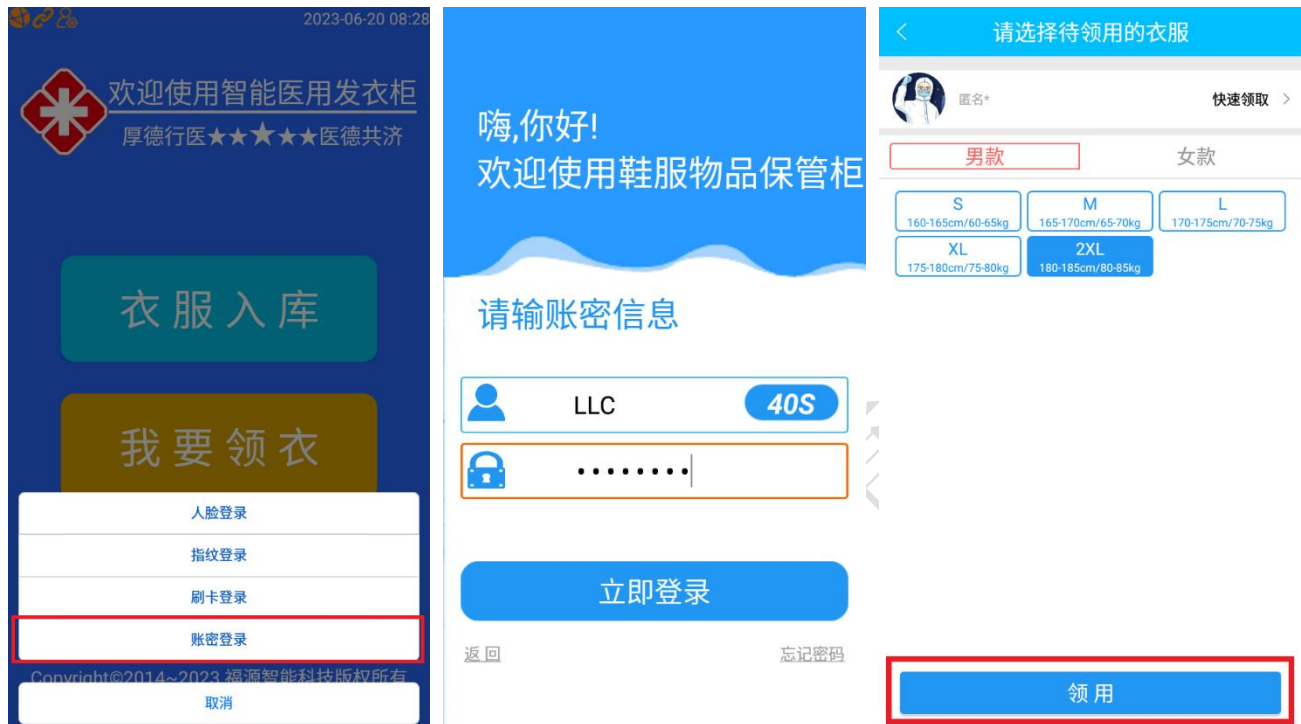 2023-06-20 08:28
欢迎使用智能医用发衣柜
厚德行医★★★★★医德共济
衣服入库
我要领衣
人脸登录
指纹登录
刷卡登录
账密登录
Copyright©2014~2023 福源智能科技版权所有
取消
嗨,你好!
欢迎使用鞋服物品保管柜
请输账密信息
LLC
40S
••••••••
立即登录
返回
忘记密码
请选择待领用的衣服
匿名*
快速领取
男款
女款
S
160-165cm/60-65kg
M
165-170cm/65-70kg
L
170-175cm/70-75kg
XL
175-180cm/75-80kg
2XL
180-185cm/80-85kg
领用